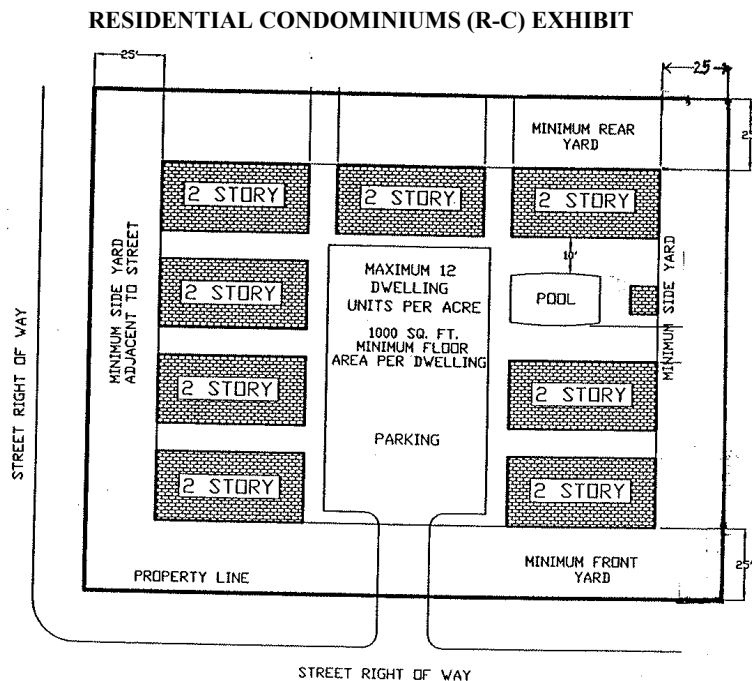 RESIDENTIAL CONDOMINIUMS (R-C) EXHIBIT
25'
25
MINIMUM REAR
YARD
2 STORY
2 STORY
2 STORY
MINIMUM SIDE YARD
ADJACENT TO STREET
MAXIMUM 12
DWELLING
UNITS PER ACRE
1000 SQ. FT.
MINIMUM FLOOR
AREA PER DWELLING
10'
POOL
MINIMUM SIDE YARD
2 STORY
2 STORY
2 STORY
PARKING
STREET RIGHT OF WAY
2 STORY
2 STORY
PROPERTY LINE
MINIMUM FRONT
YARD
25'
STREET RIGHT OF WAY